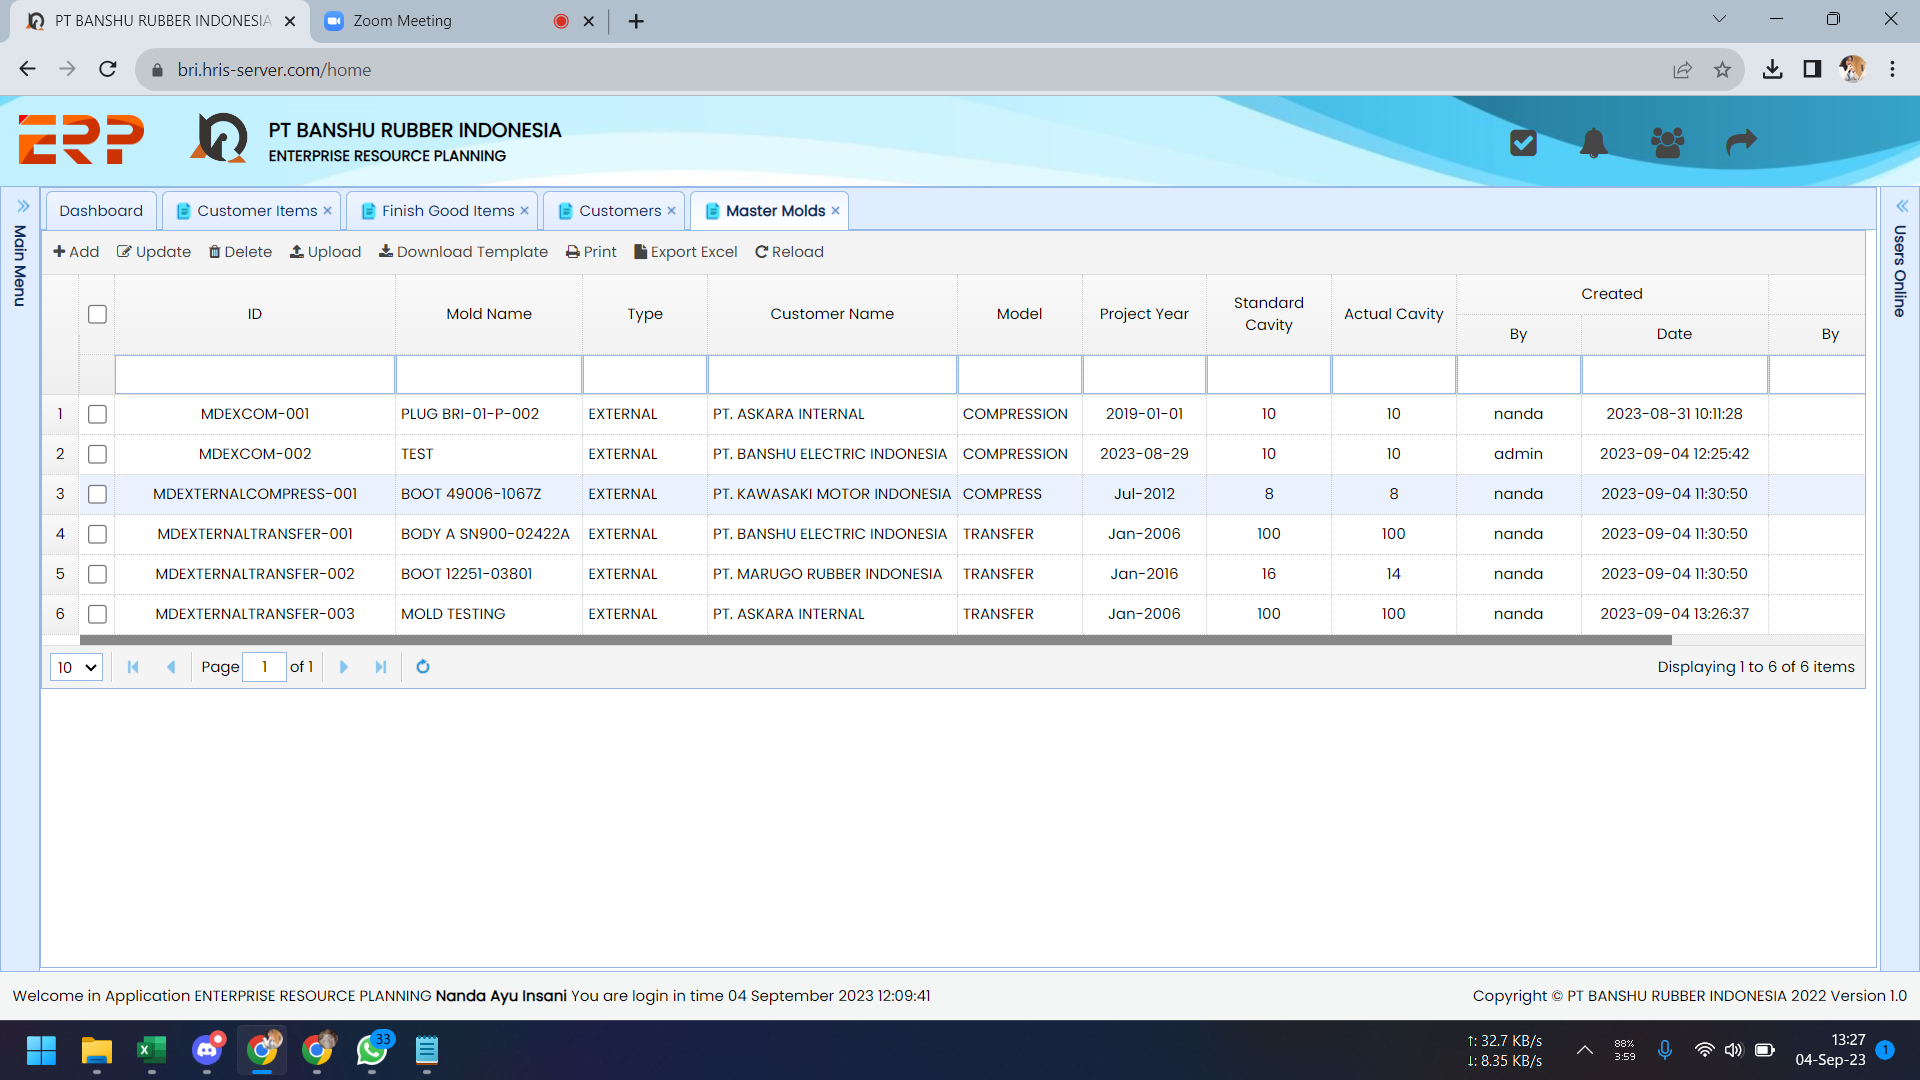 PT BANSHU RUBBER INDONESIA
Zoom Meeting
bri.hris-server.com/home
ERP
PT BANSHU RUBBER INDONESIA
ENTERPRISE RESOURCE PLANNING
Dashboard Customer Items Finish Good Items Customers Master Molds
Main Menu
Users Online
Add Update Delete Upload Download Template Print Export Excel Reload
ID Mold Name Type Customer Name Model Project Year Standard Cavity Actual Cavity Created
By Date By
1 MDEXCOM-001 PLUG BRI-01-P-002 EXTERNAL PT. ASKARA INTERNAL COMPRESSION 2019-01-01 10 10 nanda 2023-08-31 10:11:28
2 MDEXCOM-002 TEST EXTERNAL PT. BANSHU ELECTRIC INDONESIA COMPRESSION 2023-08-29 10 10 admin 2023-09-04 12:25:42
3 MDEXTERNALCOMPRESS-001 BOOT 49006-1067Z EXTERNAL PT. KAWASAKI MOTOR INDONESIA COMPRESS Jul-2012 8 8 nanda 2023-09-04 11:30:50
4 MDEXTERNALTRANSFER-001 BODY A SN900-02422A EXTERNAL PT. BANSHU ELECTRIC INDONESIA TRANSFER Jan-2006 100 100 nanda 2023-09-04 11:30:50
5 MDEXTERNALTRANSFER-002 BOOT 12251-03801 EXTERNAL PT. MARUGO RUBBER INDONESIA TRANSFER Jan-2016 16 14 nanda 2023-09-04 11:30:50
6 MDEXTERNALTRANSFER-003 MOLD TESTING EXTERNAL PT. ASKARA INTERNAL TRANSFER Jan-2006 100 100 nanda 2023-09-04 13:26:37
10 Page 1 of 1 Displaying 1 to 6 of 6 items
Welcome in Application ENTERPRISE RESOURCE PLANNING Nanda Ayu Insani You are login in time 04 September 2023 12:09:41
Copyright © PT BANSHU RUBBER INDONESIA 2022 Version 1.0
33
↑: 32.7 KB/s
↓: 8.35 KB/s
88%
3:59
13:27
04-Sep-23
1